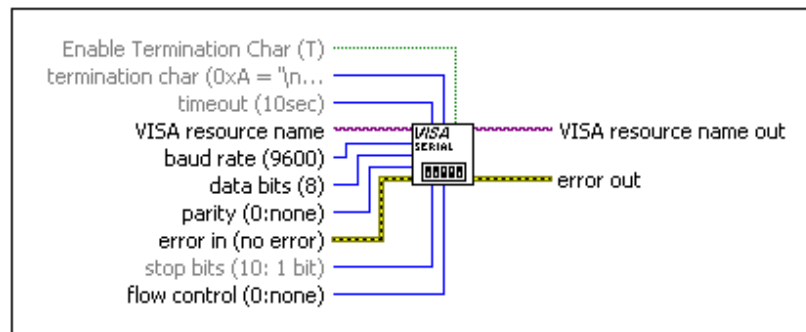 Enable Termination Char (T)
termination char (0xA = '\n...
timeout (10sec)
VISA resource name
baud rate (9600)
data bits (8)
parity (0:none)
error in (no error)
stop bits (10: 1 bit)
flow control (0:none)
VISA
SERIAL
VISA resource name out
error out